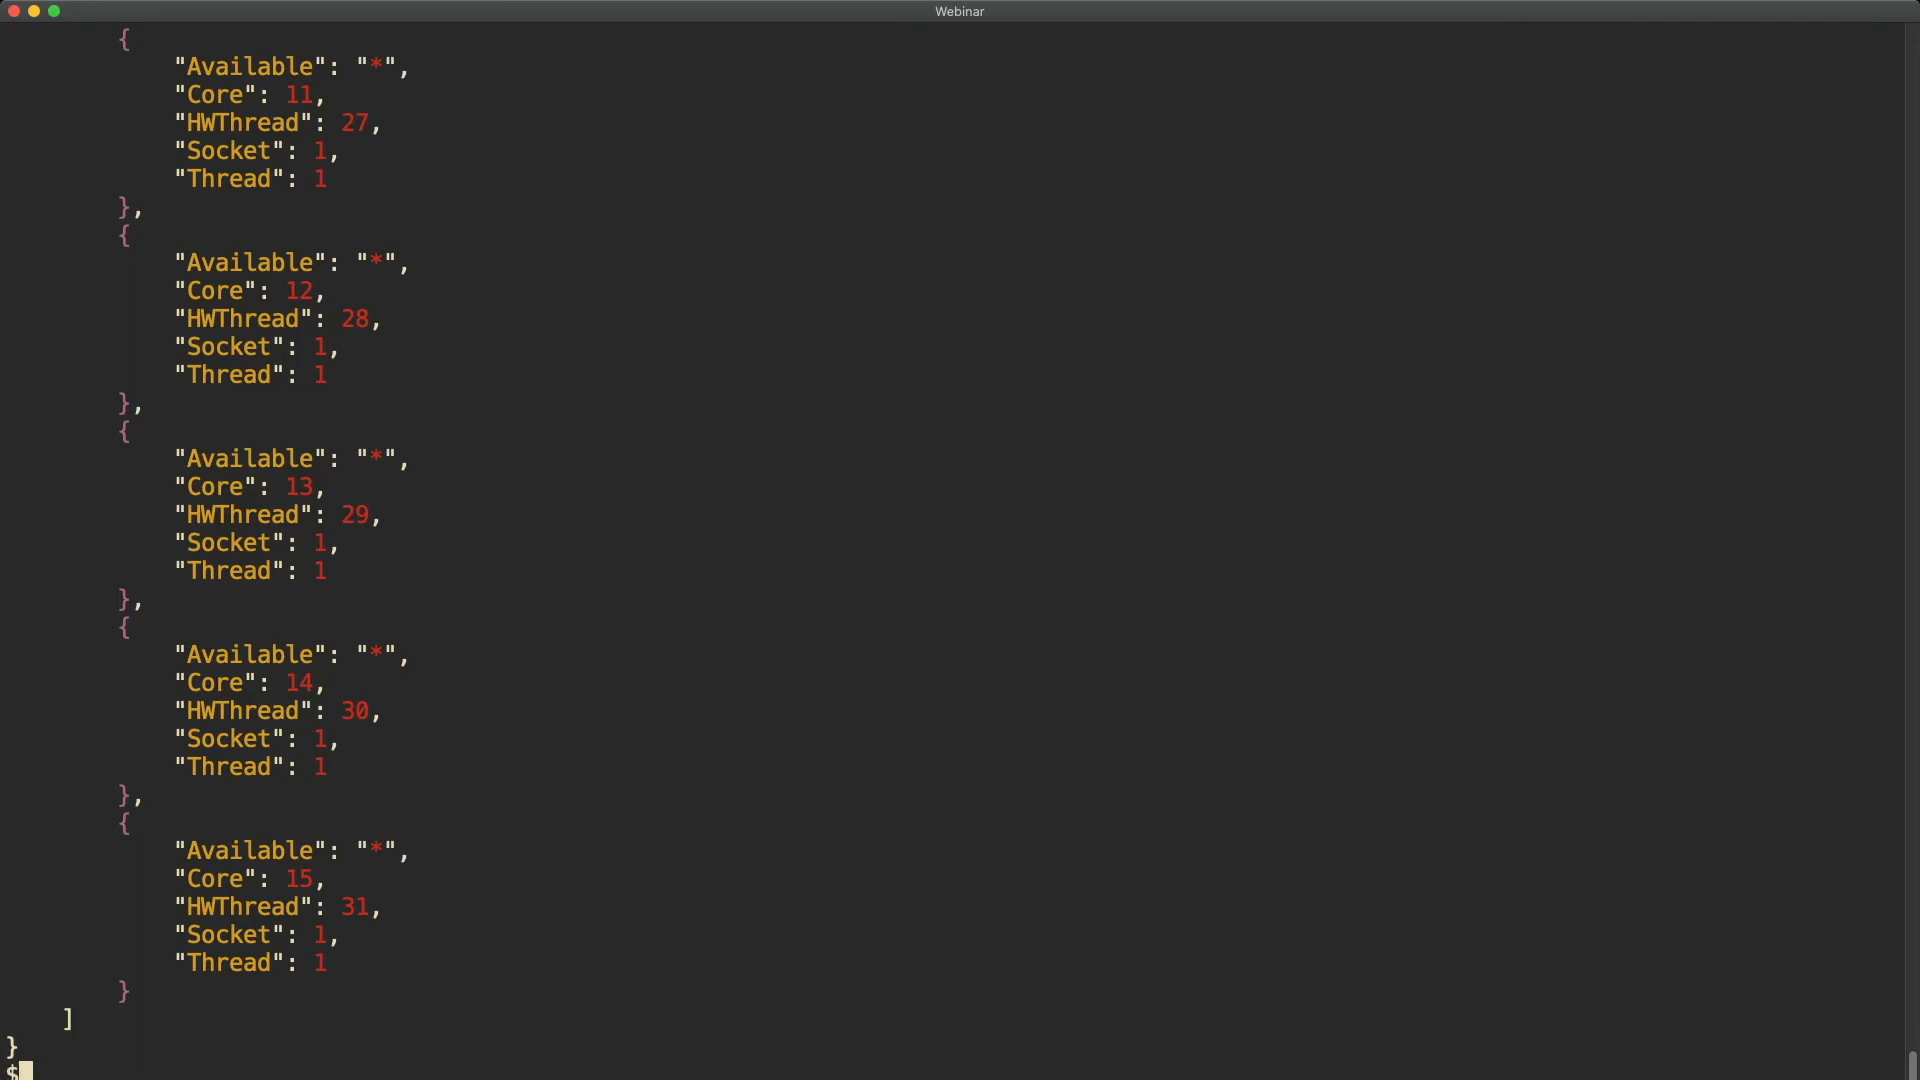 Webinar
{
"Available": "*",
"Core": 11,
"HWThread": 27,
"Socket": 1,
"Thread": 1
},
{
"Available": "*",
"Core": 12,
"HWThread": 28,
"Socket": 1,
"Thread": 1
},
{
"Available": "*",
"Core": 13,
"HWThread": 29,
"Socket": 1,
"Thread": 1
},
{
"Available": "*",
"Core": 14,
"HWThread": 30,
"Socket": 1,
"Thread": 1
},
{
"Available": "*",
"Core": 15,
"HWThread": 31,
"Socket": 1,
"Thread": 1
}
]
}
$